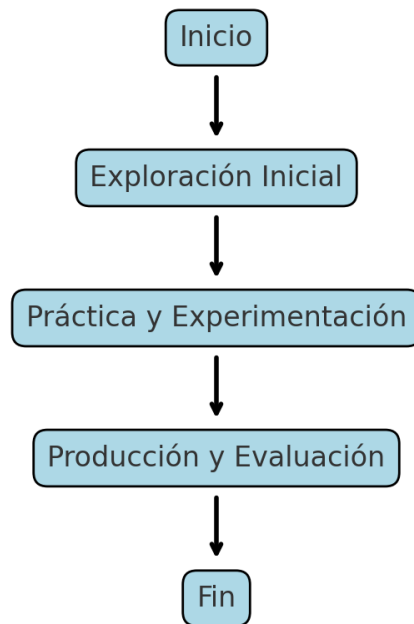 Inicio
Exploración Inicial
Práctica y Experimentación
Producción y Evaluación
Fin